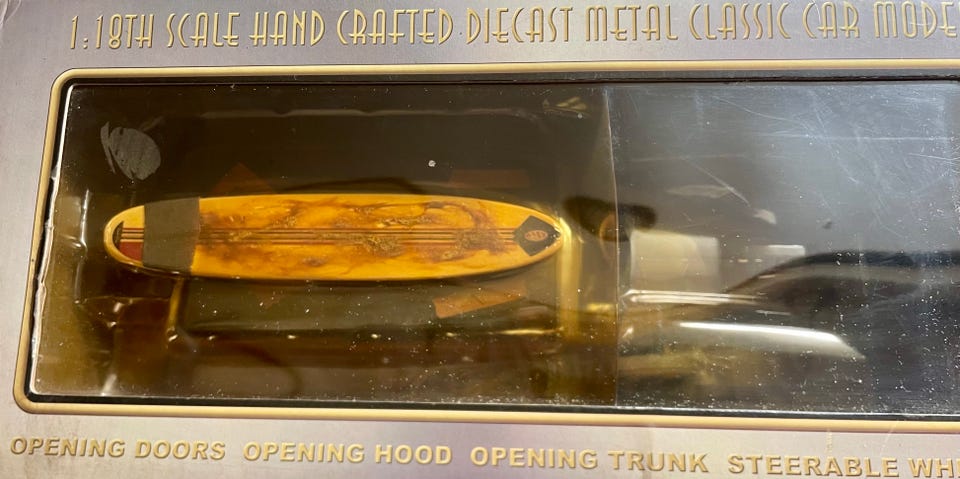 1:18TH SCALE HAND CRAFTED DIECAST METAL CLASSIC CAR MODE
OPENING DOORS OPENING HOOD OPENING TRUNK STEERABLE WH